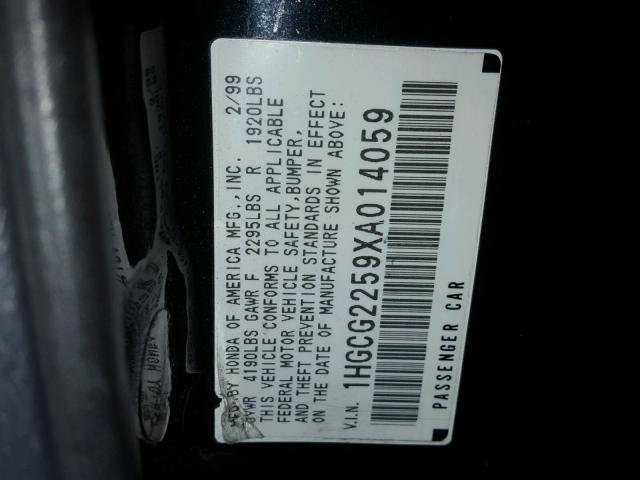 MFD.BY HONDA OF AMERICA MFG.,INC. 2/99
GVWR 4190LBS GAWR F 2295LBS R 1920LBS
THIS VEHICLE CONFORMS TO ALL APPLICABLE
FEDERAL MOTOR VEHICLE SAFETY,BUMPER,
AND THEFT PREVENTION STANDARDS IN EFFECT
ON THE DATE OF MANUFACTURE SHOWN ABOVE:
V.I.N. 1HGCG2259XA014059
PASSENGER CAR